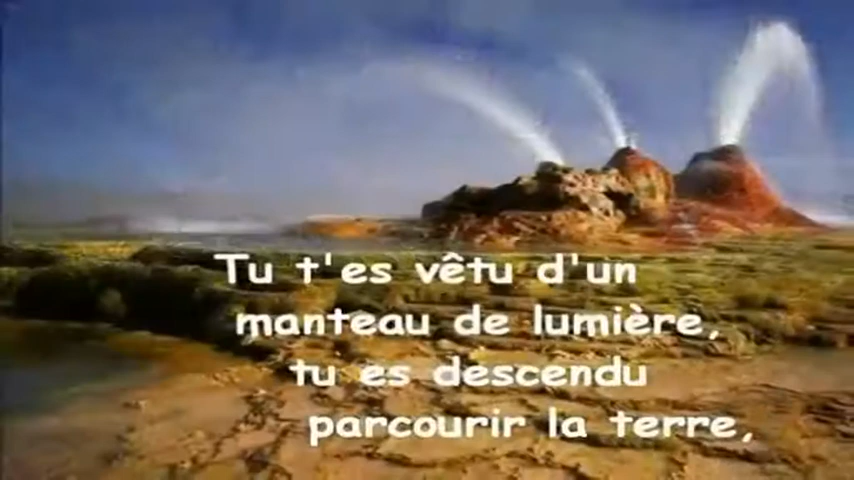 Tu t'es vêtu d'un
manteau de lumière,
tu es descendu
parcourir la terre,